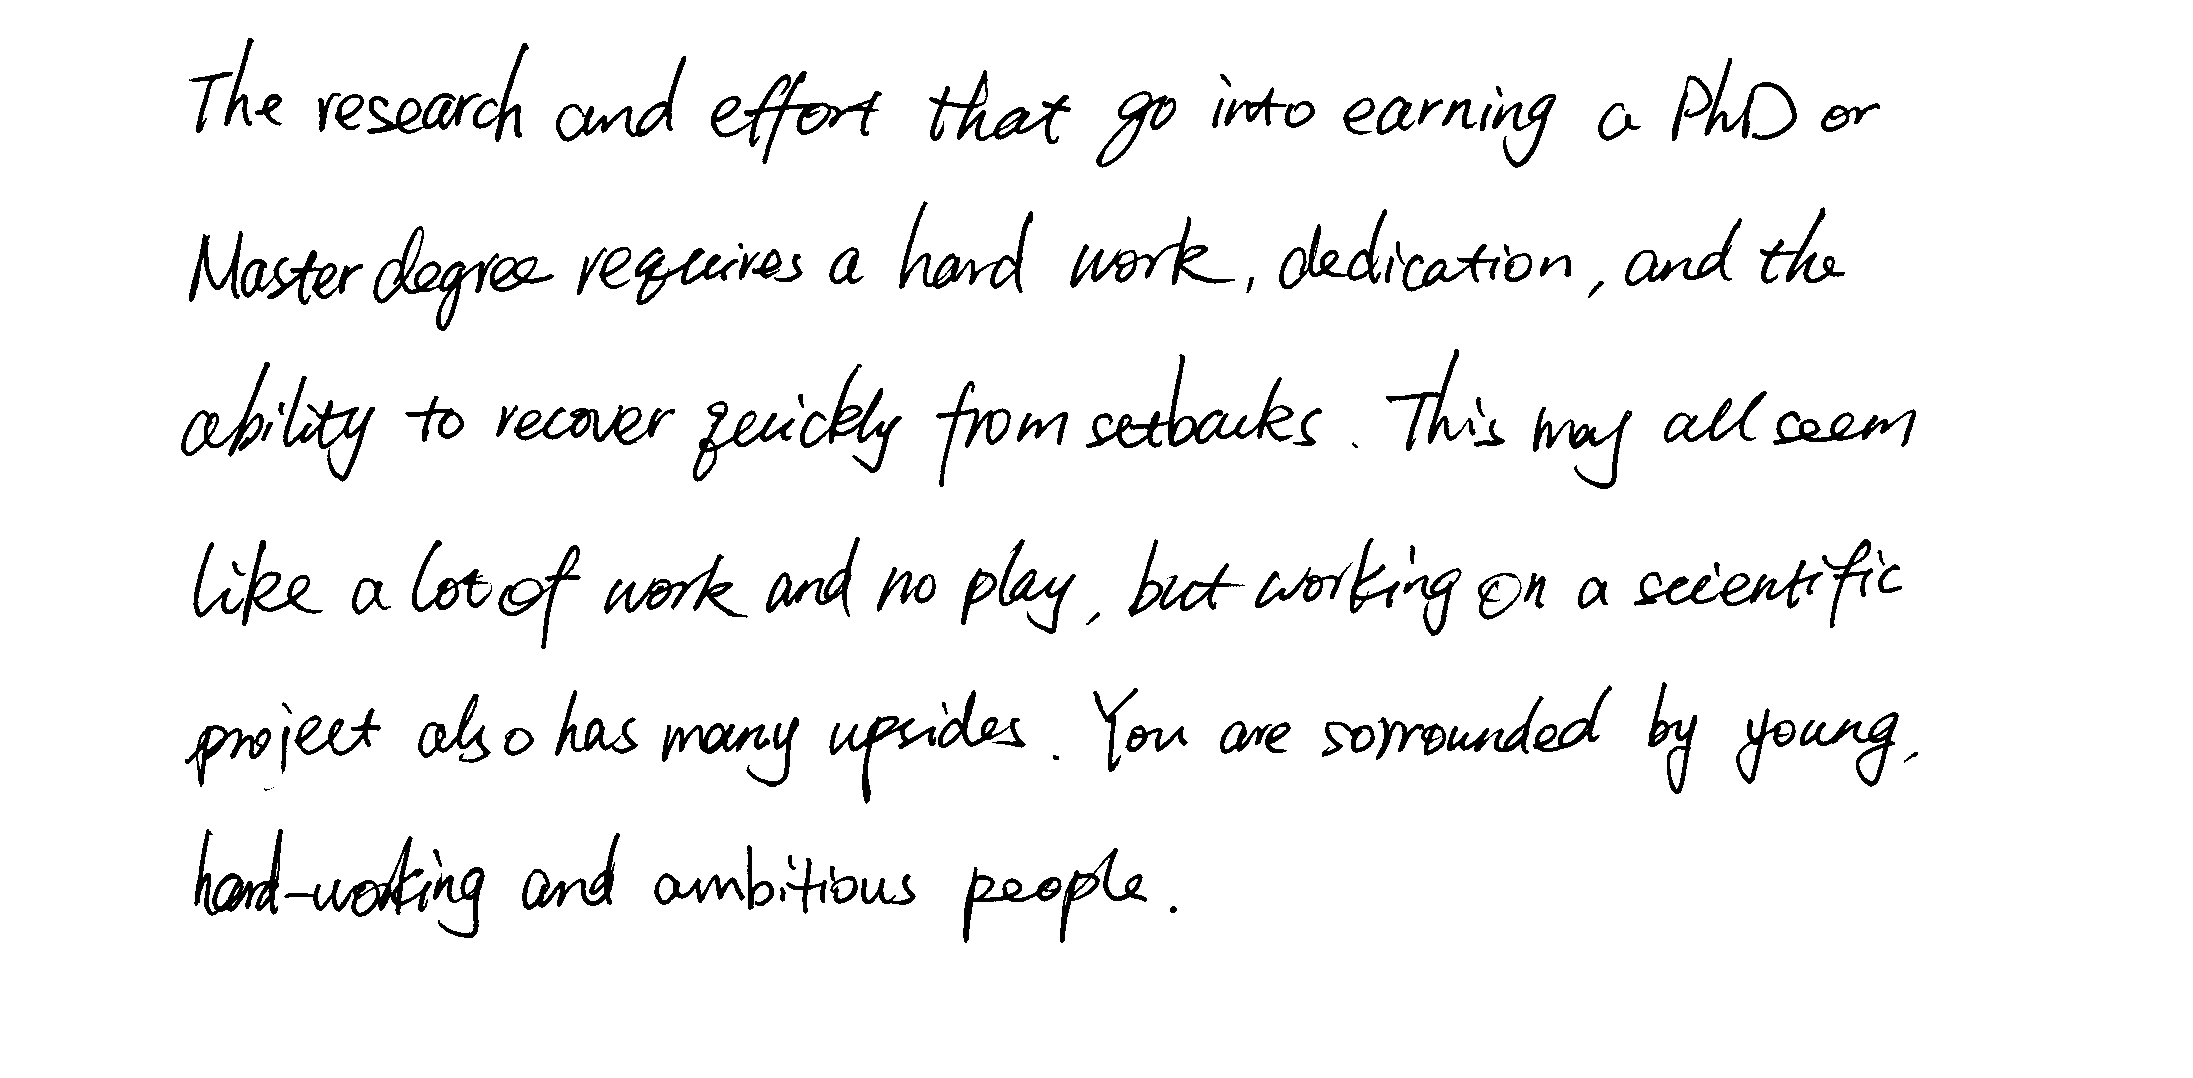 The research and effort that go into earning a PhD or
Master degree requires a hard work, dedication, and the
ability to recover quickly from setbacks. This may all seem
like a lot of work and no play, but working on a scientific
project also has many upsides. You are sorrounded by young,
hard-working and ambitious people.